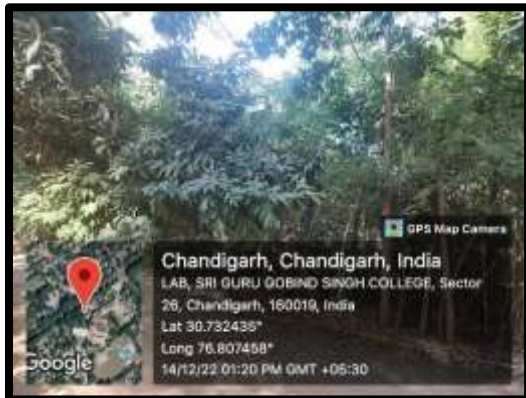 GPS Map Camera
Chandigarh, Chandigarh, India
LAB, SRI GURU GOBIND SINGH COLLEGE, Sector
26, Chandigarh, 160019, India
Lat 30.732435°
Long 76.807458°
14/12/22 01:20 PM GMT +05:30
Google